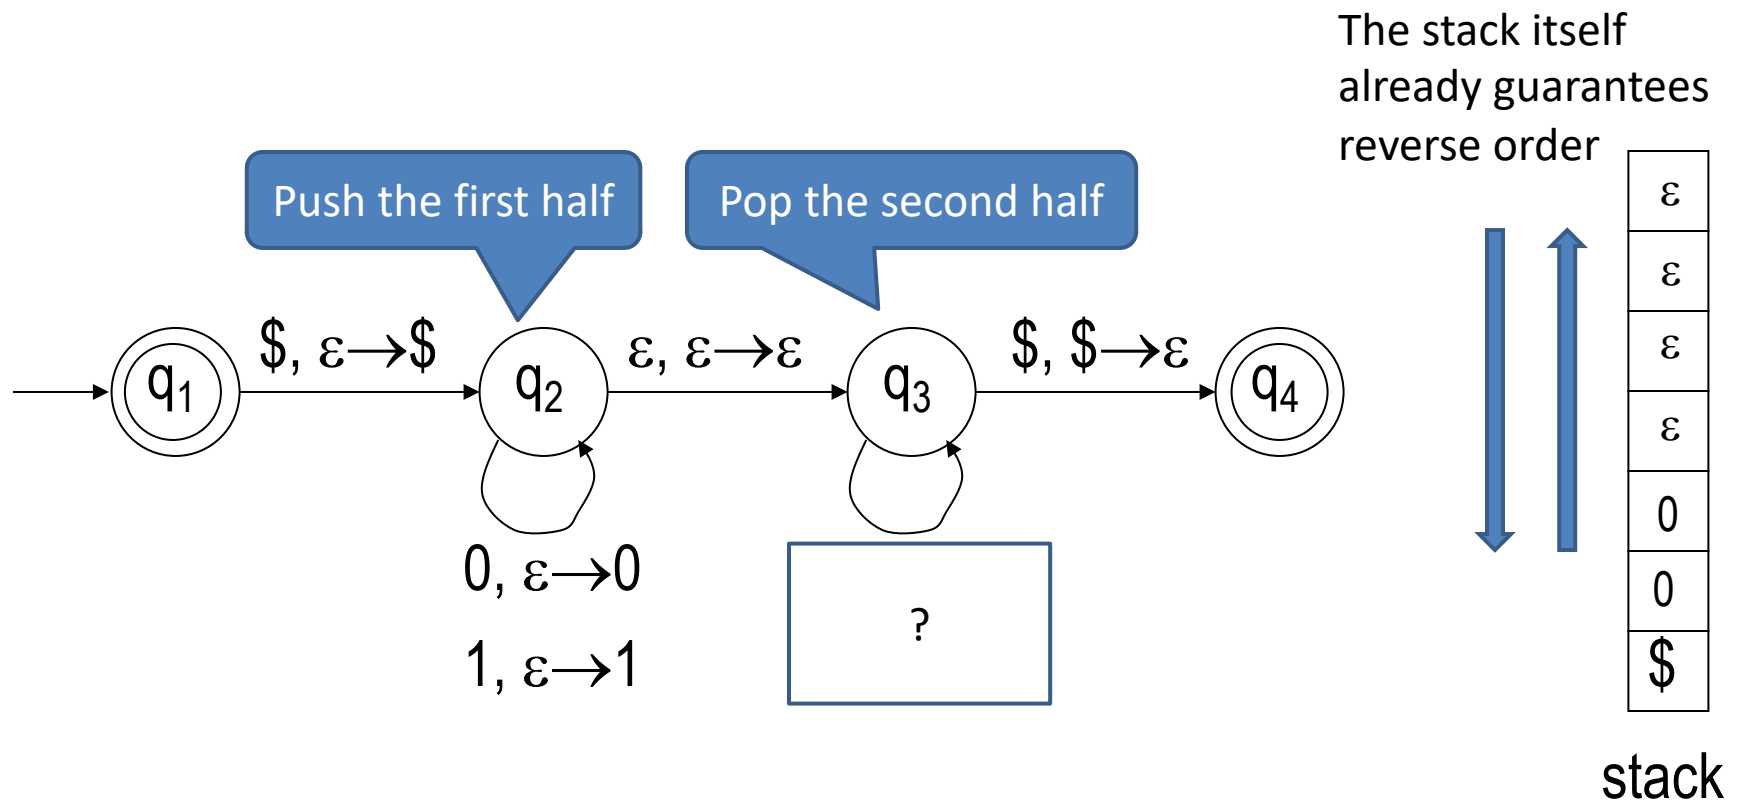 The stack itself
already guarantees
reverse order
Push the first half
Pop the second half
$, ε→$
ε, ε→ε
$, $→ε
q₁
q₂
q₃
q₄
0, ε→0
1, ε→1
?
ε
ε
ε
ε
0
0
$
stack